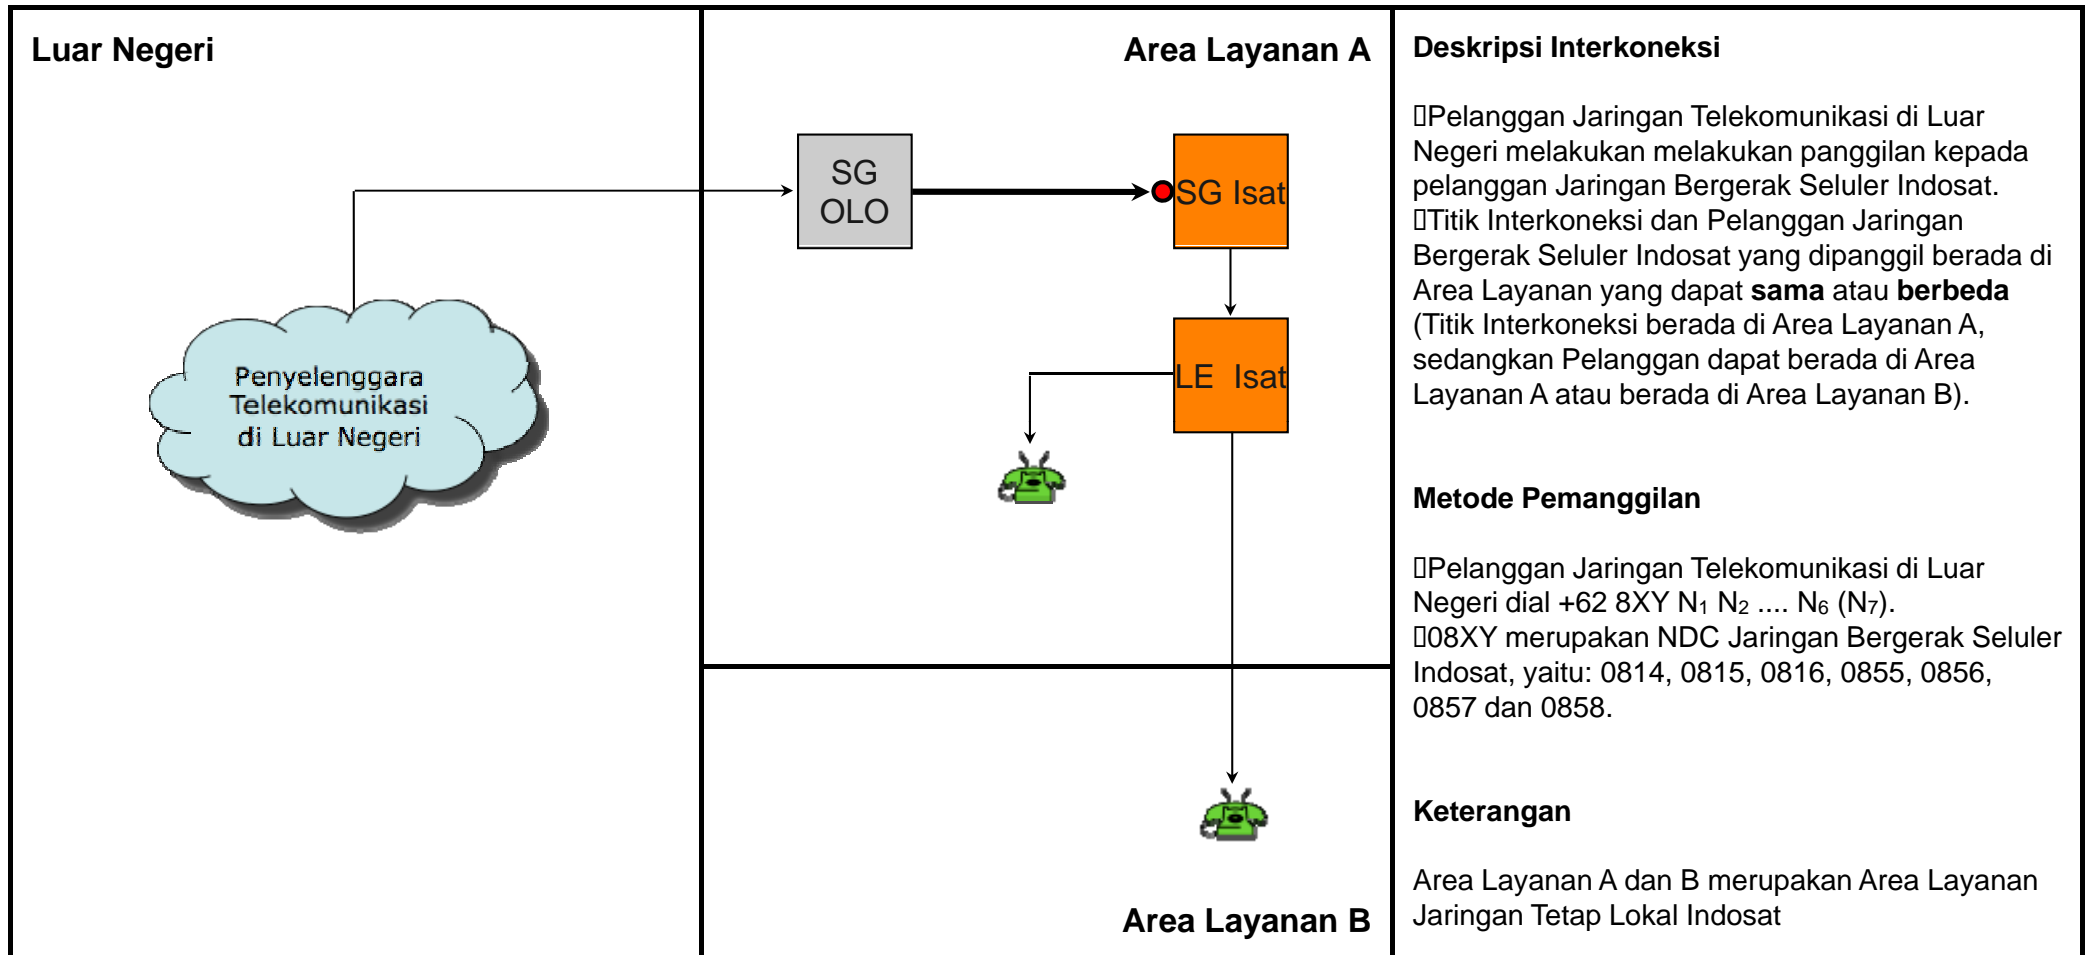 Luar Negeri
Penyelenggara
Telekomunikasi
di Luar Negeri
Area Layanan A
SG
OLO
SG Isat
LE Isat
Area Layanan B
Deskripsi Interkoneksi
Pelanggan Jaringan Telekomunikasi di Luar
Negeri melakukan melakukan panggilan kepada
pelanggan Jaringan Bergerak Seluler Indosat.
Titik Interkoneksi dan Pelanggan Jaringan
Bergerak Seluler Indosat yang dipanggil berada di
Area Layanan yang dapat sama atau berbeda
(Titik Interkoneksi berada di Area Layanan A,
sedangkan Pelanggan dapat berada di Area
Layanan A atau berada di Area Layanan B).
Metode Pemanggilan
Pelanggan Jaringan Telekomunikasi di Luar
Negeri dial +62 8XY N₁ N₂ .... N₆ (N₇).
08XY merupakan NDC Jaringan Bergerak Seluler
Indosat, yaitu: 0814, 0815, 0816, 0855, 0856,
0857 dan 0858.
Keterangan
Area Layanan A dan B merupakan Area Layanan
Jaringan Tetap Lokal Indosat